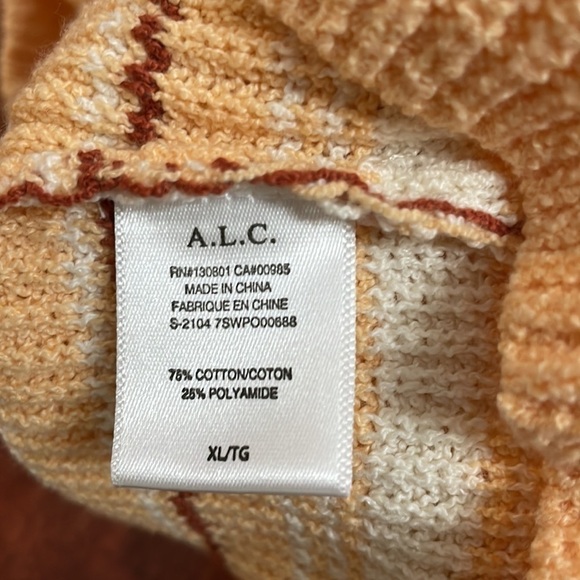 A.L.C.
RN#130801 CA#00985
MADE IN CHINA
FABRIQUE EN CHINE
S-2104 7SWPO00688
75% COTTON/COTON
25% POLYAMIDE
XL/TG